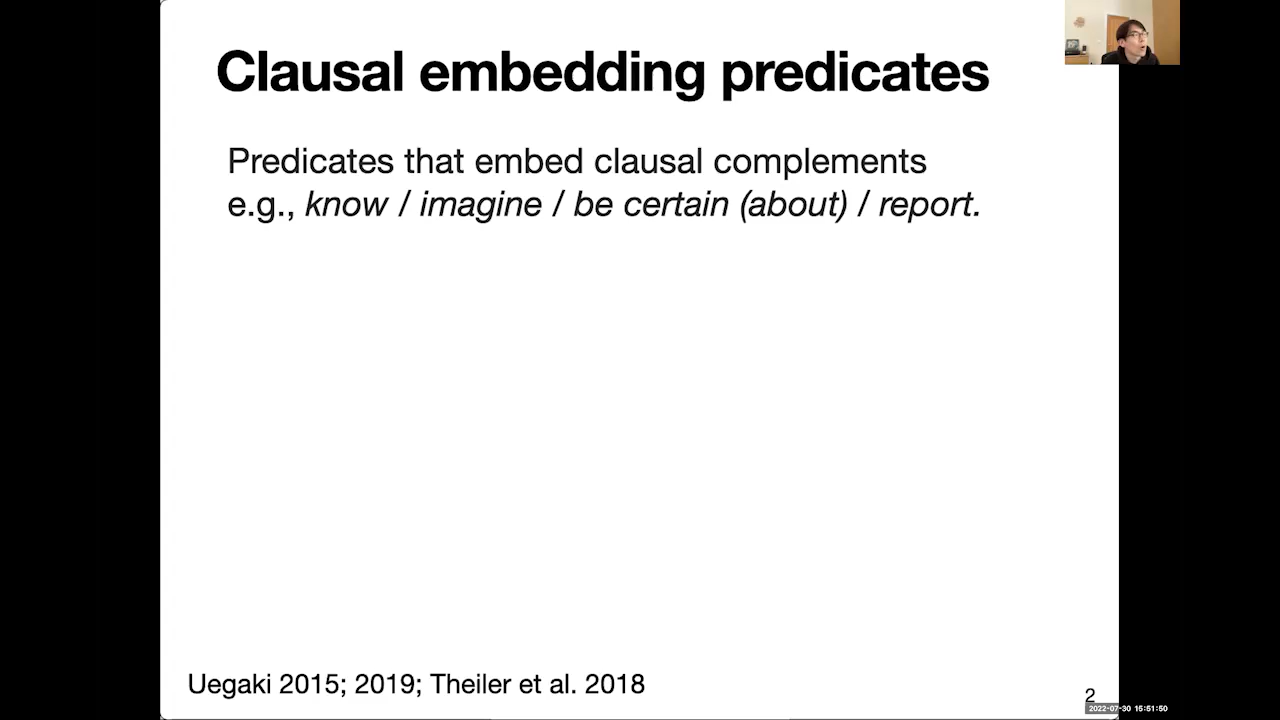 Clausal embedding predicates
Predicates that embed clausal complements
e.g., know / imagine / be certain (about) / report.
Uegaki 2015; 2019; Theiler et al. 2018
2
2022-07-30 15:51:50